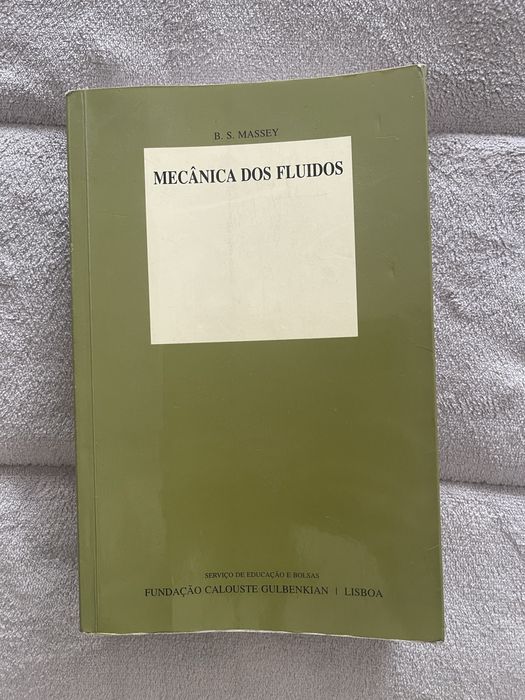 B. S. MASSEY
MECÂNICA DOS FLUIDOS
SERVIÇO DE EDUCAÇÃO E BOLSAS
FUNDAÇÃO CALOUSTE GULBENKIAN | LISBOA